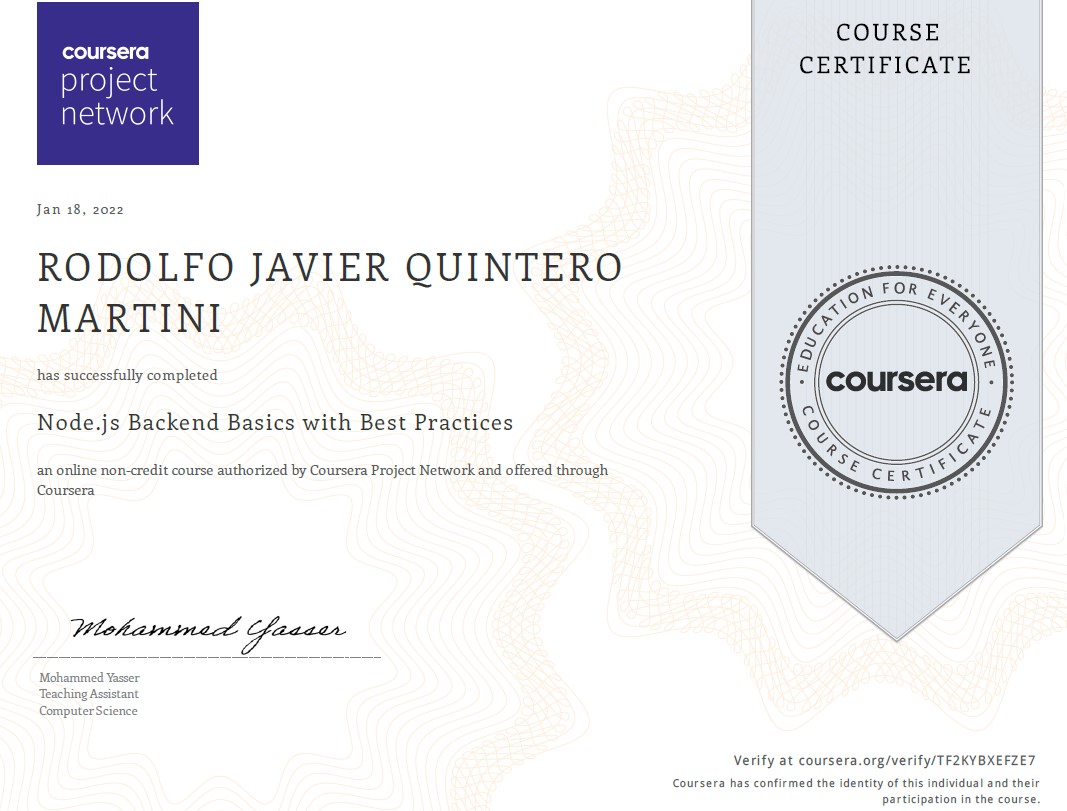 coursera
project
network
COURSE
CERTIFICATE
Jan 18, 2022
RODOLFO JAVIER QUINTERO
MARTINI
has successfully completed
Node.js Backend Basics with Best Practices
an online non-credit course authorized by Coursera Project Network and offered through
Coursera
EDUCATION FOR EVERYONE
coursera
COURSE CERTIFICATE
Mohammed Yasser
Mohammed Yasser
Teaching Assistant
Computer Science
Verify at coursera.org/verify/TF2KYBXEFZE7
Coursera has confirmed the identity of this individual and their
participation in the course.